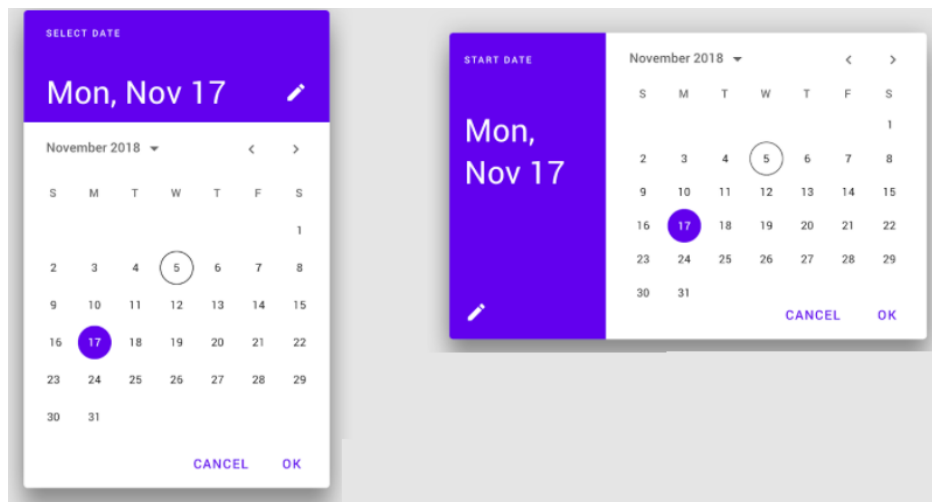 SELECT DATE
Mon, Nov 17
November 2018
S M T W T F S
1
2 3 4 5 6 7 8
9 10 11 12 13 14 15
16 17 18 19 20 21 22
23 24 25 26 27 28 29
30 31
CANCEL OK
START DATE
Mon,
Nov 17
November 2018
S M T W T F S
1
2 3 4 5 6 7 8
9 10 11 12 13 14 15
16 17 18 19 20 21 22
23 24 25 26 27 28 29
30 31
CANCEL OK